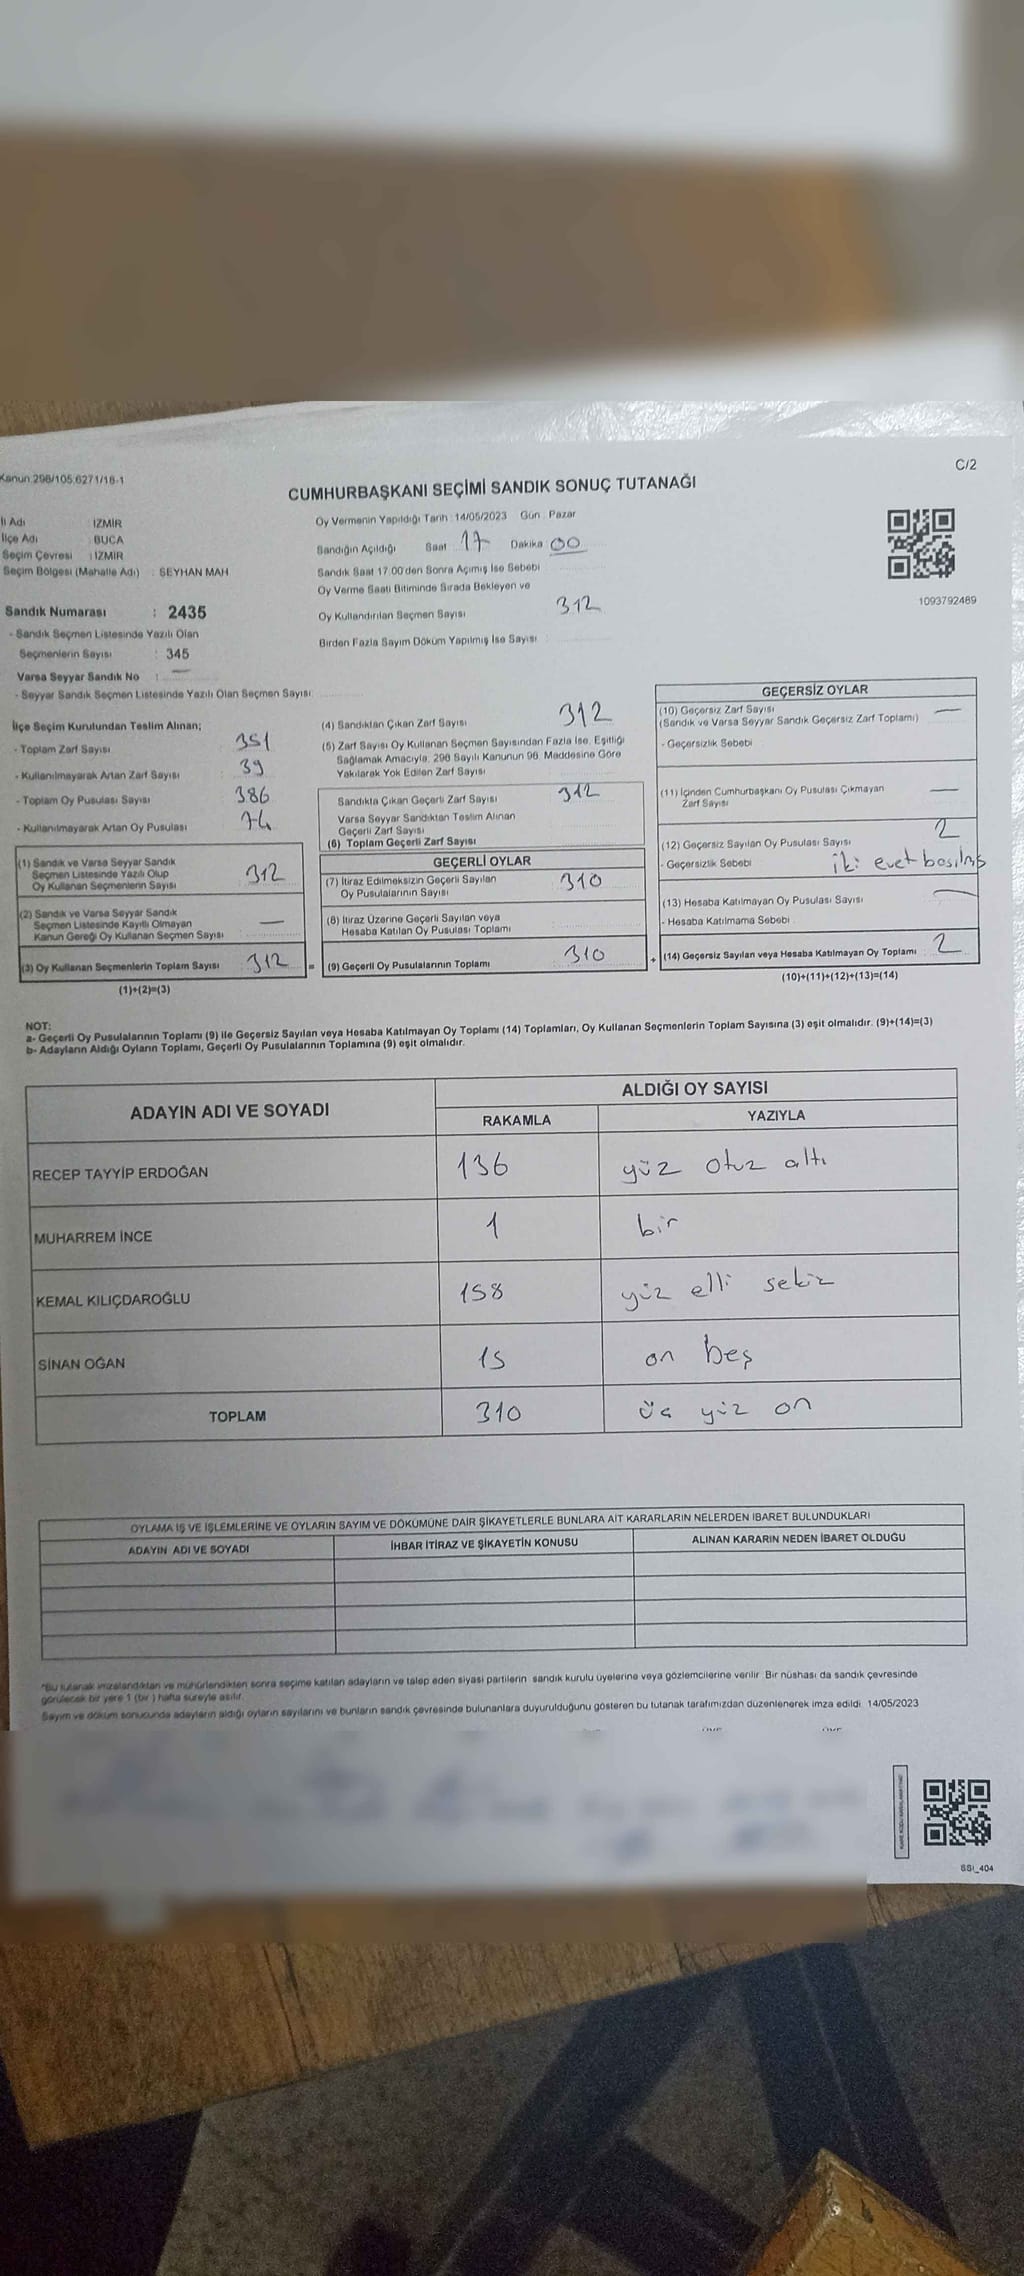 C/2
Kanun:298/105.6271/18-1
CUMHURBAŞKANI SEÇİMİ SANDIK SONUÇ TUTANAĞI
İl Adı : İZMİR
İlçe Adı : BUCA
Seçim Çevresi : İZMİR
Seçim Bölgesi (Mahalle Adı) : SEYHAN MAH
Sandık Numarası : 2435
- Sandık Seçmen Listesinde Yazılı Olan
Seçmenlerin Sayısı : 345
Varsa Seyyar Sandık No : —
- Seyyar Sandık Seçmen Listesinde Yazılı Olan Seçmen Sayısı:
Oy Vermenin Yapıldığı Tarih : 14/05/2023 Gün : Pazar
Sandığın Açıldığı Saat : 17 Dakika : 00
Sandık Saat 17.00'den Sonra Açımış İse Sebebi :
Oy Verme Saati Bitiminde Sırada Bekleyen ve
Oy Kullandırılan Seçmen Sayısı : 312
Birden Fazla Sayım Döküm Yapılmış İse Sayısı :
1093792489
İlçe Seçim Kurulundan Teslim Alınan;
- Toplam Zarf Sayısı : 351
- Kullanılmayarak Artan Zarf Sayısı : 39
- Toplam Oy Pusulası Sayısı : 386
- Kullanılmayarak Artan Oy Pusulası : 74
(1) Sandık ve Varsa Seyyar Sandık
Seçmen Listesinde Yazılı Olup
Oy Kullanan Seçmenlerin Sayısı : 312
(2) Sandık ve Varsa Seyyar Sandık
Seçmen Listesinde Kayıtlı Olmayan
Kanun Gereği Oy Kullanan Seçmen Sayısı : —
(3) Oy Kullanan Seçmenlerin Toplam Sayısı : 312 =
(1)+(2)=(3)
(4) Sandıktan Çıkan Zarf Sayısı : 312
(5) Zarf Sayısı Oy Kullanan Seçmen Sayısından Fazla İse, Eşitliği
Sağlamak Amacıyla, 298 Sayılı Kanunun 98. Maddesine Göre
Yakılarak Yok Edilen Zarf Sayısı :
Sandıkta Çıkan Geçerli Zarf Sayısı : 312
Varsa Seyyar Sandıktan Teslim Alınan
Geçerli Zarf Sayısı :
(6) Toplam Geçerli Zarf Sayısı :
GEÇERLİ OYLAR
(7) İtiraz Edilmeksizin Geçerli Sayılan
Oy Pusulalarının Sayısı : 310
(8) İtiraz Üzerine Geçerli Sayılan veya
Hesaba Katılan Oy Pusulası Toplamı :
(9) Geçerli Oy Pusulalarının Toplamı : 310 +
GEÇERSİZ OYLAR
(10) Geçersiz Zarf Sayısı : —
(Sandık ve Varsa Seyyar Sandık Geçersiz Zarf Toplamı)
- Geçersizlik Sebebi :
(11) İçinden Cumhurbaşkanı Oy Pusulası Çıkmayan
Zarf Sayısı : —
(12) Geçersiz Sayılan Oy Pusulası Sayısı : 2
- Geçersizlik Sebebi : iki evet basılmış
(13) Hesaba Katılmayan Oy Pusulası Sayısı : —
- Hesaba Katılmama Sebebi :
(14) Geçersiz Sayılan veya Hesaba Katılmayan Oy Toplamı : 2
(10)+(11)+(12)+(13)=(14)
NOT:
a- Geçerli Oy Pusulalarının Toplamı (9) ile Geçersiz Sayılan veya Hesaba Katılmayan Oy Toplamı (14) Toplamları, Oy Kullanan Seçmenlerin Toplam Sayısına (3) eşit olmalıdır. (9)+(14)=(3)
b- Adayların Aldığı Oyların Toplamı, Geçerli Oy Pusulalarının Toplamına (9) eşit olmalıdır.
ADAYIN ADI VE SOYADI ALDIĞI OY SAYISI
RAKAMLA YAZIYLA
RECEP TAYYİP ERDOĞAN 136 yüz otuz altı
MUHARREM İNCE 1 bir
KEMAL KILIÇDAROĞLU 158 yüz elli sekiz
SİNAN OĞAN 15 on beş
TOPLAM 310 üç yüz on
OYLAMA İŞ VE İŞLEMLERİNE VE OYLARIN SAYIM VE DÖKÜMÜNE DAİR ŞİKAYETLERLE BUNLARA AİT KARARLARIN NELERDEN İBARET BULUNDUKLARI
ADAYIN ADI VE SOYADI İHBAR İTİRAZ VE ŞİKAYETİN KONUSU ALINAN KARARIN NEDEN İBARET OLDUĞU
*Bu tutanak imzalandıktan ve mühürlendikten sonra seçime katılan adayların ve talep eden siyasi partilerin sandık kurulu üyelerine veya gözlemcilerine verilir. Bir nüshası da sandık çevresinde
görülecek bir yere 1 (bir ) hafta süreyle asılır.
Sayım ve döküm sonucunda adayların aldığı oyların sayılarını ve bunların sandık çevresinde bulunanlara duyurulduğunu gösteren bu tutanak tarafımızdan düzenlenerek imza edildi. 14/05/2023
SSI_404